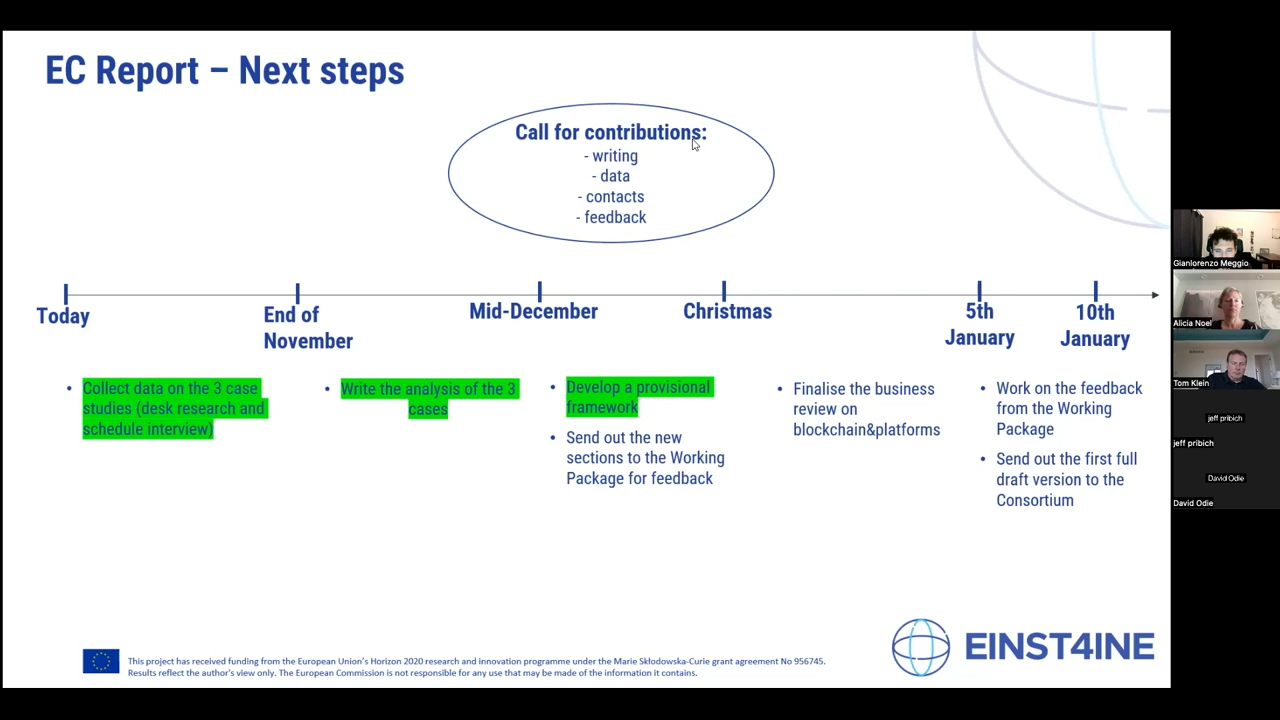 EC Report – Next steps
Call for contributions:
- writing
- data
- contacts
- feedback
Today
End of
November
Mid-December
Christmas
5th
January
10th
January
• Collect data on the 3 case
studies (desk research and
schedule interview)
• Write the analysis of the 3
cases
• Develop a provisional
framework
• Send out the new
sections to the Working
Package for feedback
• Finalise the business
review on
blockchain&platforms
• Work on the feedback
from the Working
Package
• Send out the first full
draft version to the
Consortium
This project has received funding from the European Union's Horizon 2020 research and innovation programme under the Marie Skłodowska-Curie grant agreement No 956745.
Results reflect the author's view only. The European Commission is not responsible for any use that may be made of the information it contains.
EINST4INE
Gianlorenzo Meggio
Alicia Noel
Tom Klein
jeff pribich
jeff pribich
David Odie
David Odie